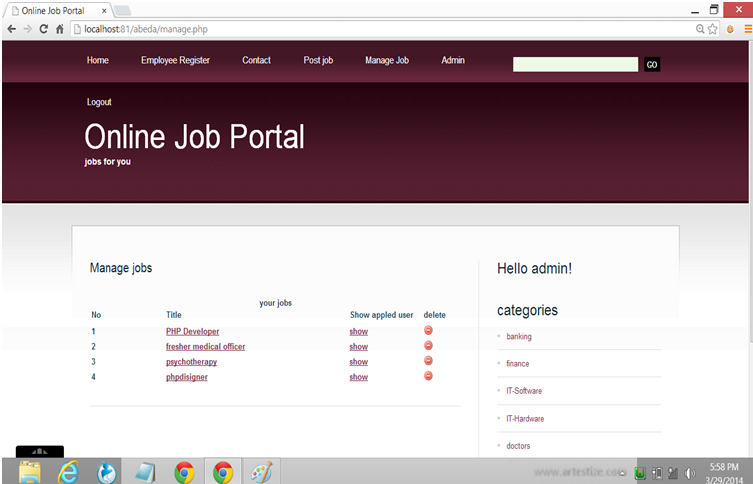 Online Job Portal
localhost:81/abeda/manage.php
Home Employee Register Contact Post job Manage Job Admin GO
Logout
Online Job Portal
jobs for you
Manage jobs
your jobs
No Title Show appled user delete
1 PHP Developer show
2 fresher medical officer show
3 psychotherapy show
4 phpdisigner show
Hello admin!
categories
banking
finance
IT-Software
IT-Hardware
doctors
www.artestize.com
5:58 PM
3/29/2014